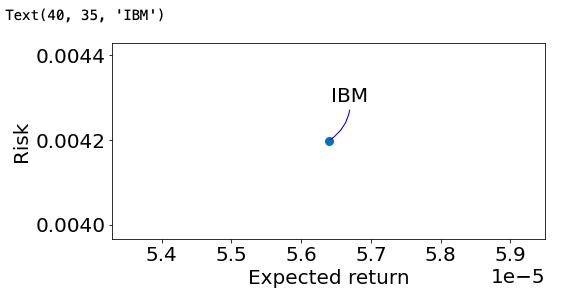 Text(40, 35, 'IBM')
0.0044
IBM
0.0042
Risk
0.0040
5.4 5.5 5.6 5.7 5.8 5.9
Expected return 1e−5